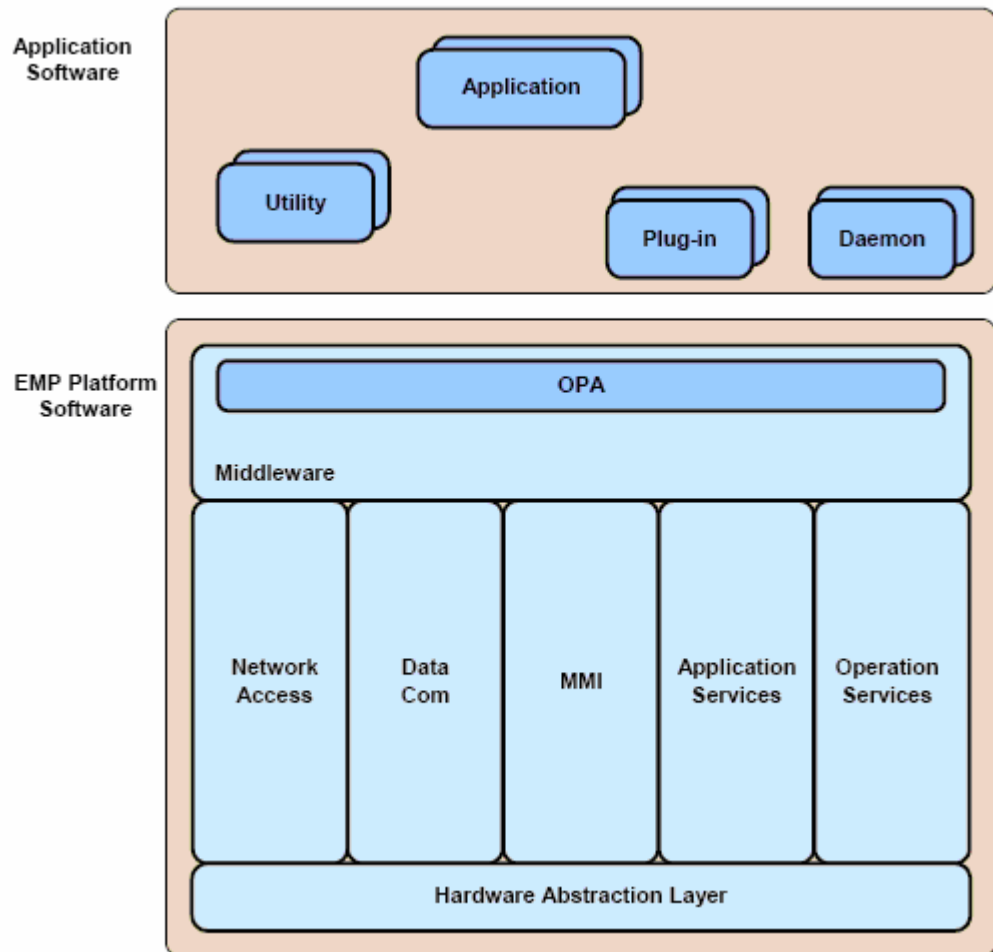 Application
Software
Application
Utility
Plug-in
Daemon
EMP Platform
Software
OPA
Middleware
Network
Access
Data
Com
MMI
Application
Services
Operation
Services
Hardware Abstraction Layer